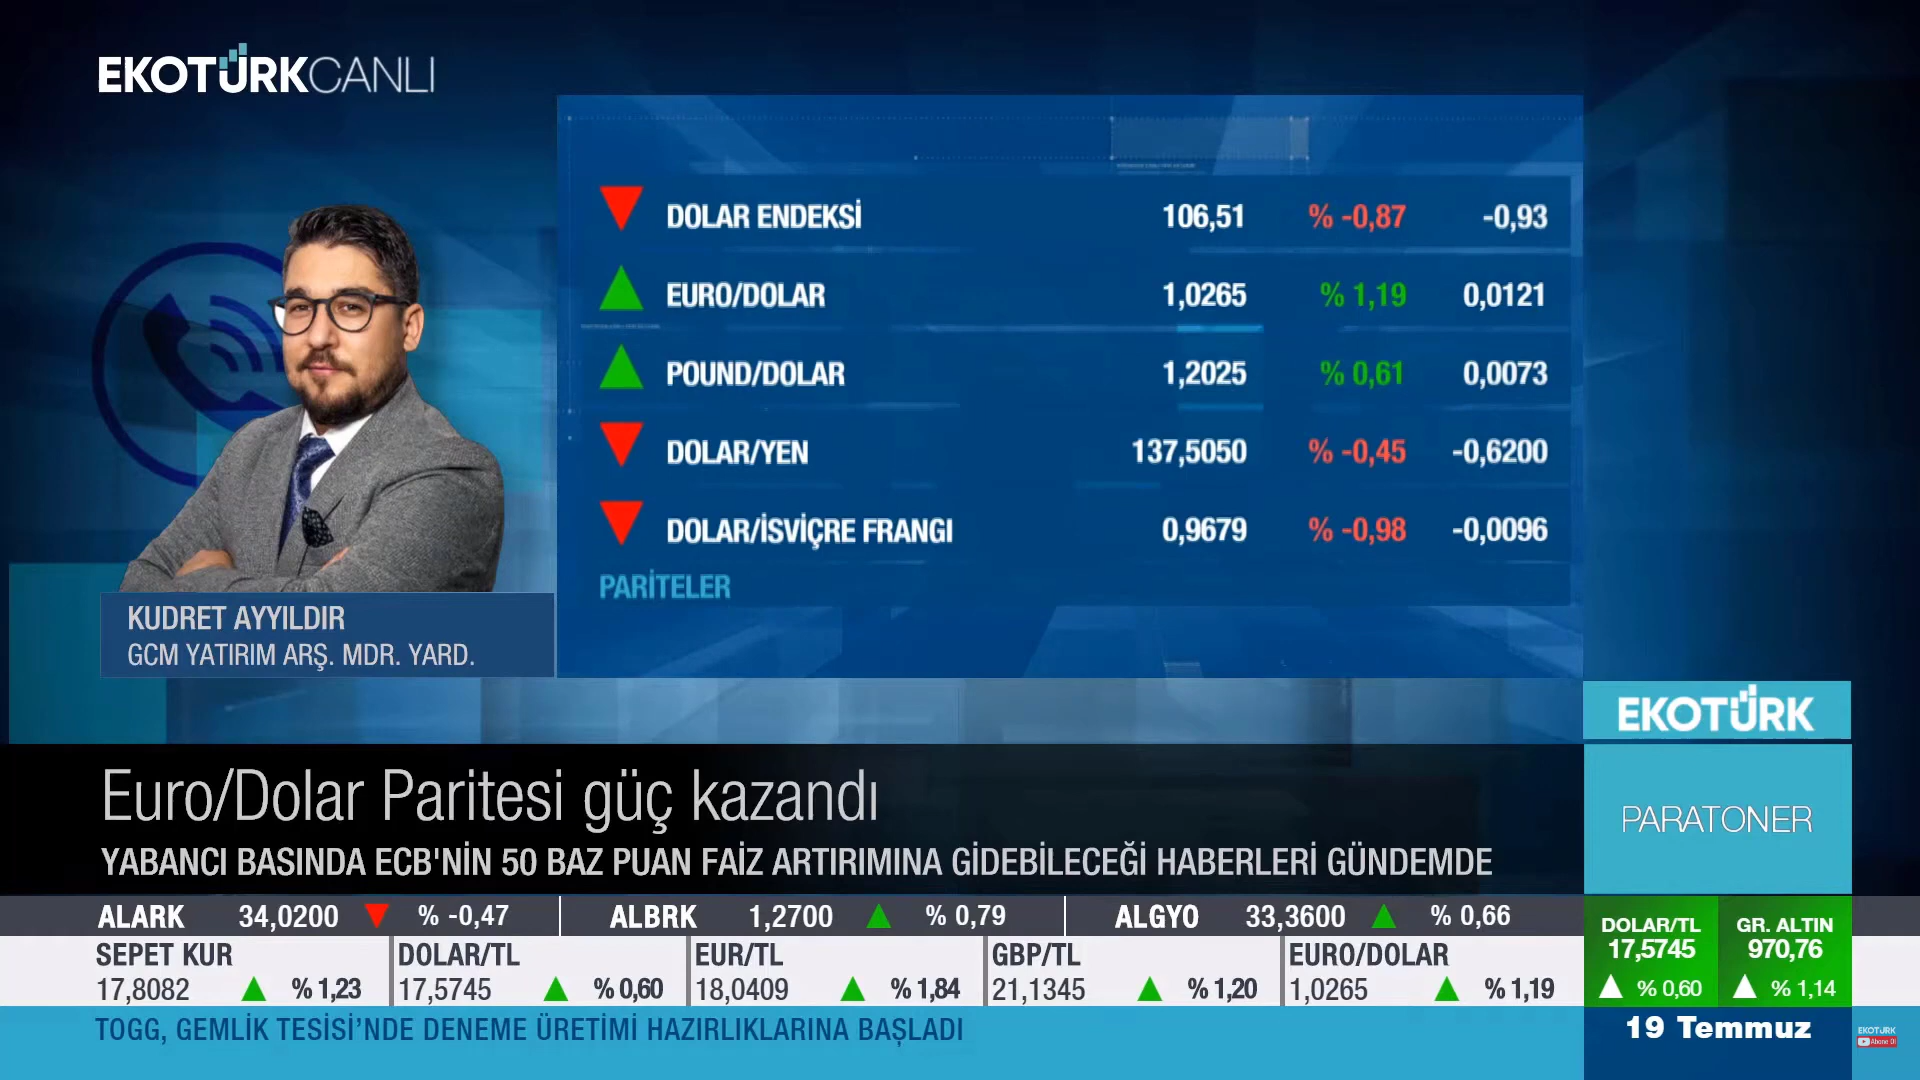 EKOTÜRKCANLI
DOLAR ENDEKSİ 106,51 % -0,87 -0,93
EURO/DOLAR 1,0265 % 1,19 0,0121
POUND/DOLAR 1,2025 % 0,61 0,0073
DOLAR/YEN 137,5050 % -0,45 -0,6200
DOLAR/İSVİÇRE FRANGI 0,9679 % -0,98 -0,0096
PARİTELER
KUDRET AYYILDIR
GCM YATIRIM ARŞ. MDR. YARD.
EKOTÜRK
PARATONER
Euro/Dolar Paritesi güç kazandı
YABANCI BASINDA ECB'NİN 50 BAZ PUAN FAİZ ARTIRIMINA GİDEBİLECEĞİ HABERLERİ GÜNDEMDE
ALARK 34,0200 % -0,47 ALBRK 1,2700 % 0,79 ALGYO 33,3600 % 0,66
SEPET KUR DOLAR/TL EUR/TL GBP/TL EURO/DOLAR
17,8082 % 1,23 17,5745 % 0,60 18,0409 % 1,84 21,1345 % 1,20 1,0265 % 1,19
DOLAR/TL GR. ALTIN
17,5745 970,76
% 0,60 % 1,14
TOGG, GEMLİK TESİSİ'NDE DENEME ÜRETİMİ HAZIRLIKLARINA BAŞLADI
19 Temmuz
EKOTÜRK
Abone Ol